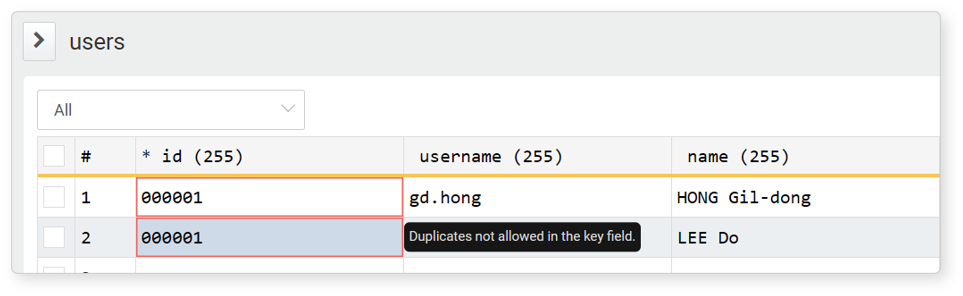 users
All
# * id (255) username (255) name (255)
1 000001 gd.hong HONG Gil-dong
2 000001 Duplicates not allowed in the key field. LEE Do